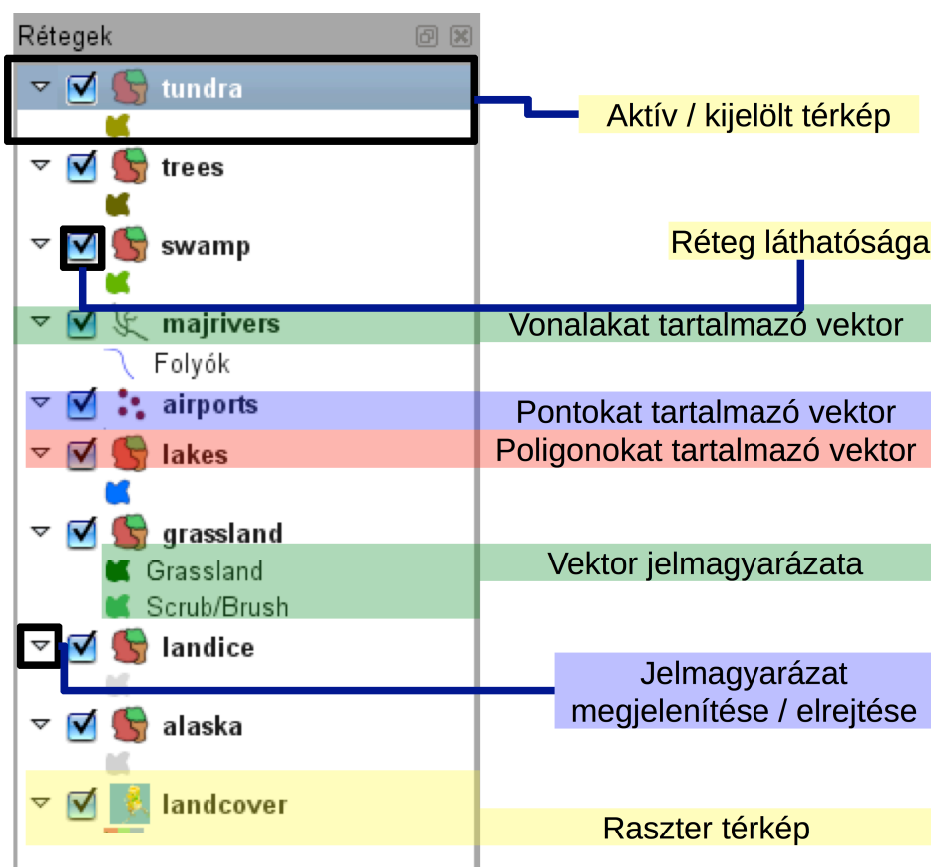 Rétegek
tundra
Aktív / kijelölt térkép
trees
swamp
Réteg láthatósága
majrivers
Vonalakat tartalmazó vektor
Folyók
airports
Pontokat tartalmazó vektor
lakes
Poligonokat tartalmazó vektor
grassland
Grassland
Vektor jelmagyarázata
Scrub/Brush
landice
Jelmagyarázat
megjelenítése / elrejtése
alaska
landcover
Raszter térkép